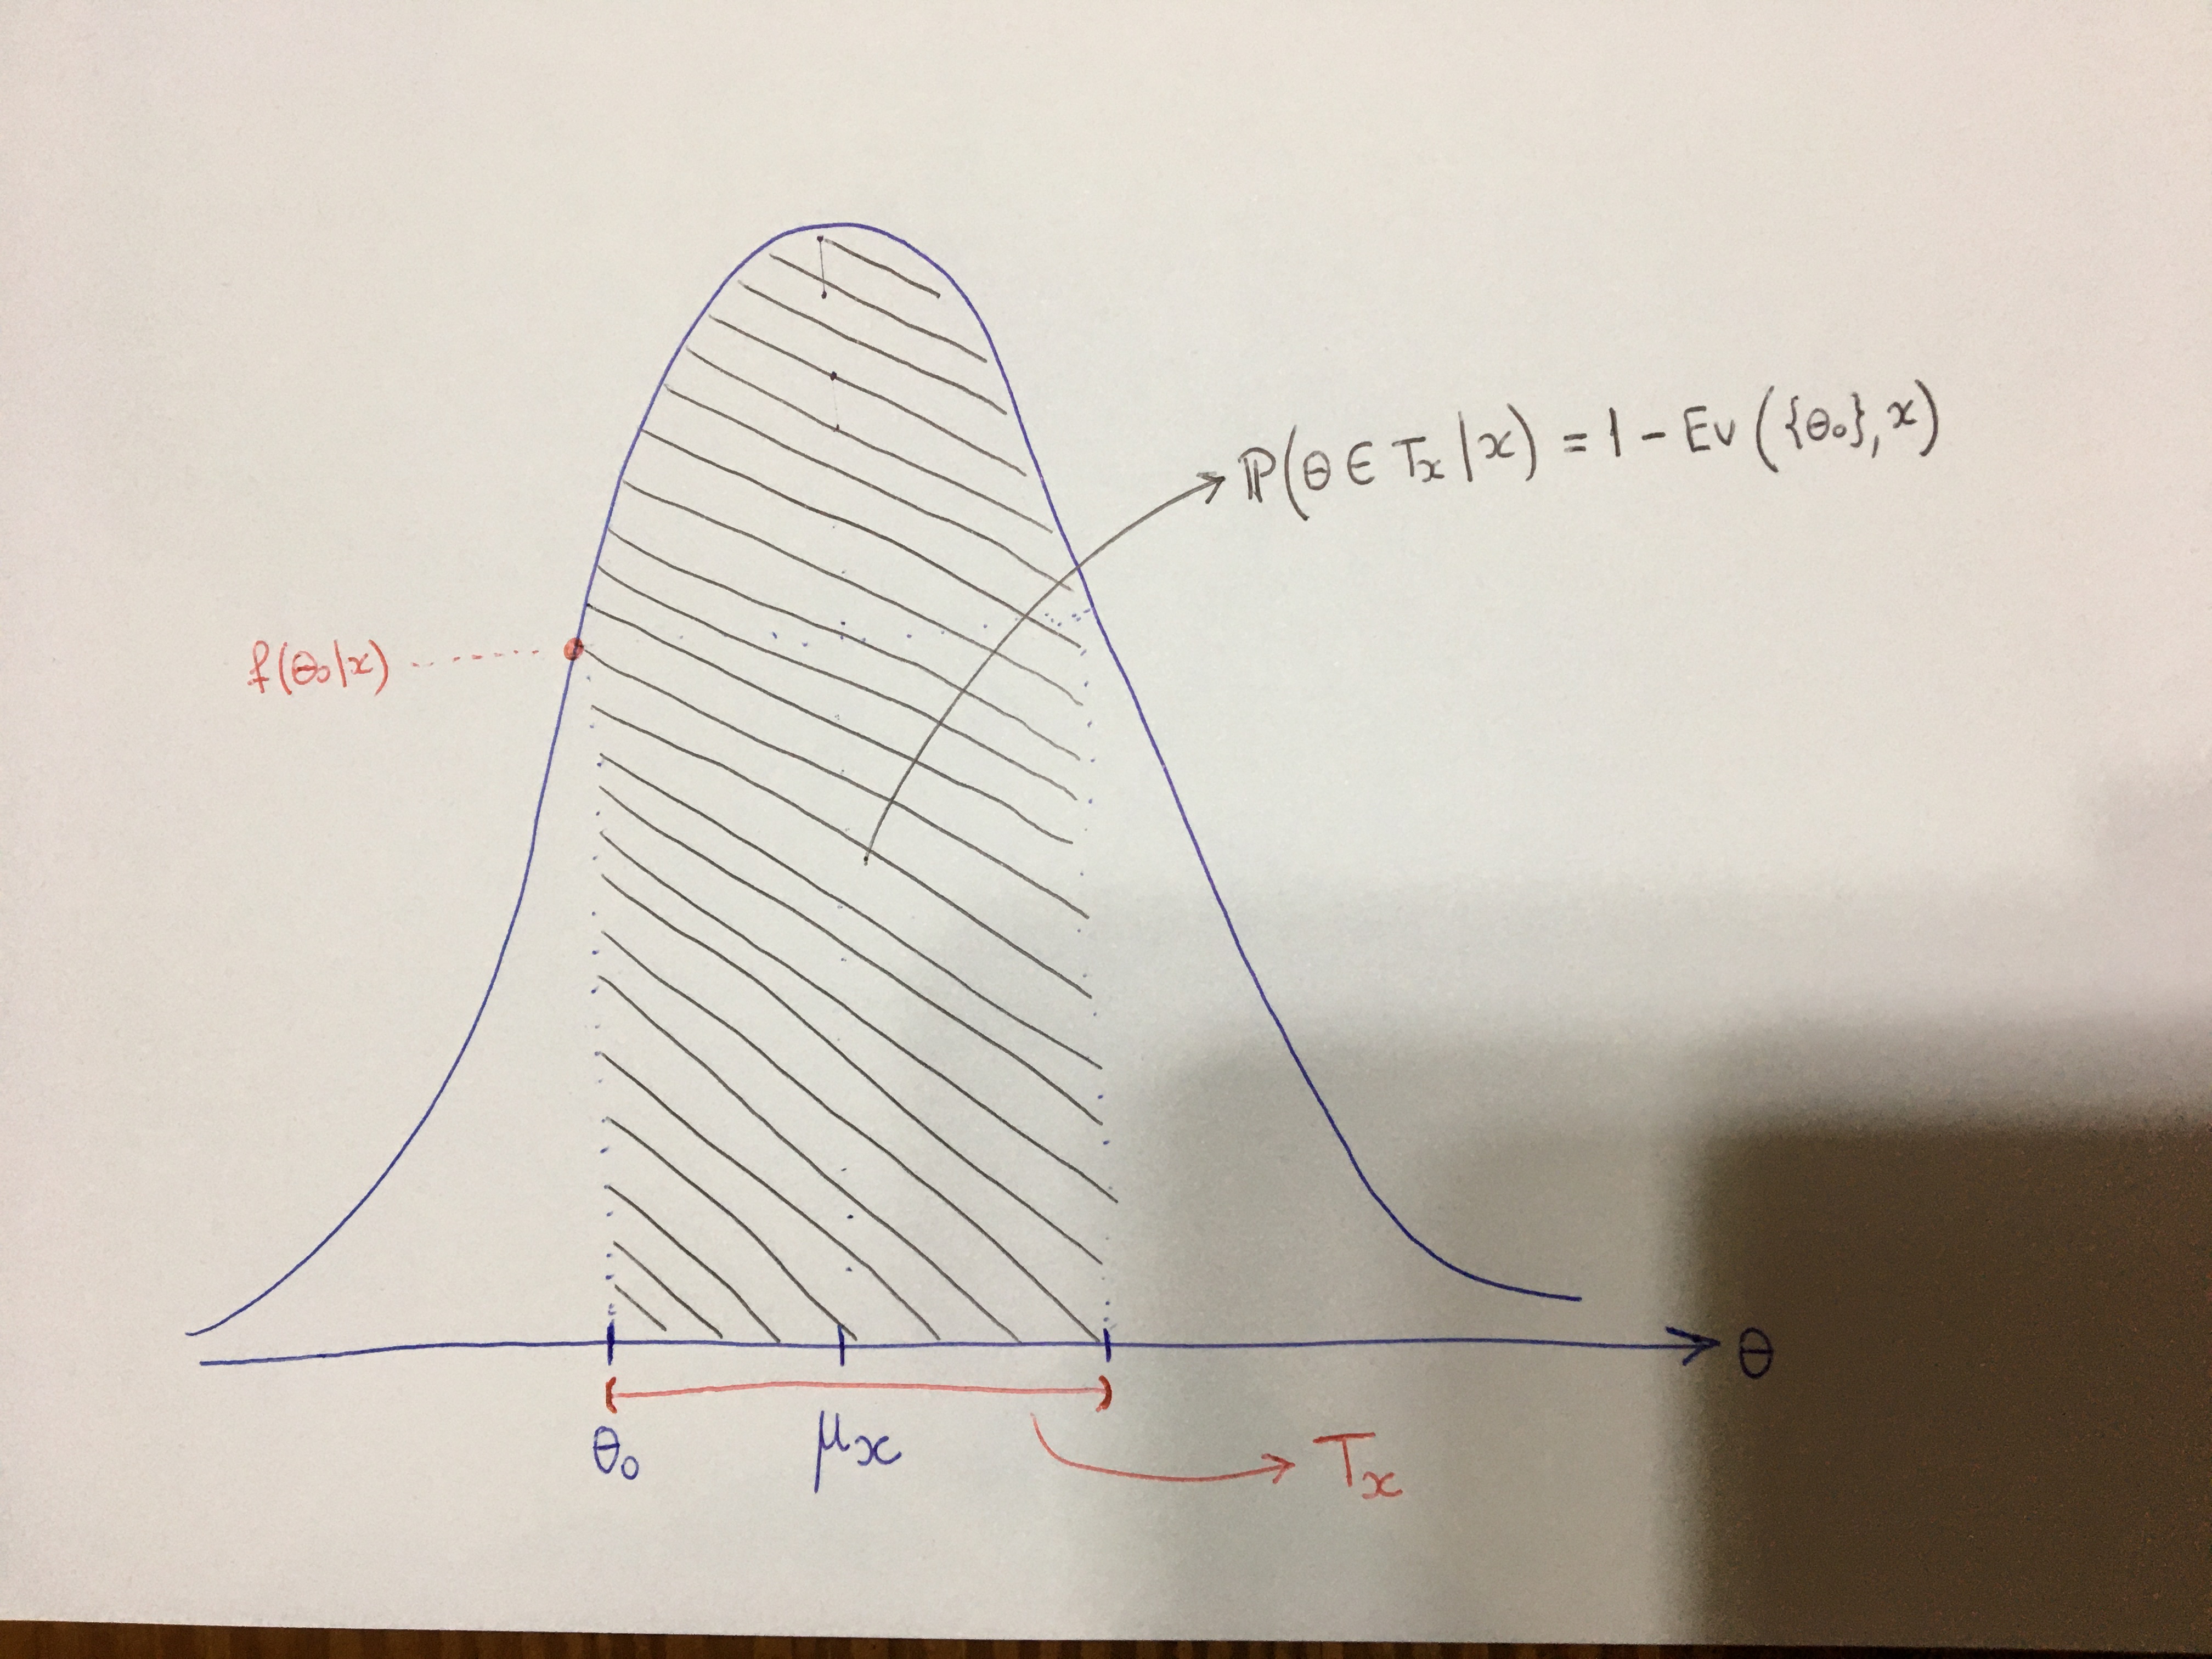 ℙ(θ ∈ Tx | x) = 1 - Ev({θ₀}, x)
f(θ₀|x)
θ
θ₀ μx
Tx